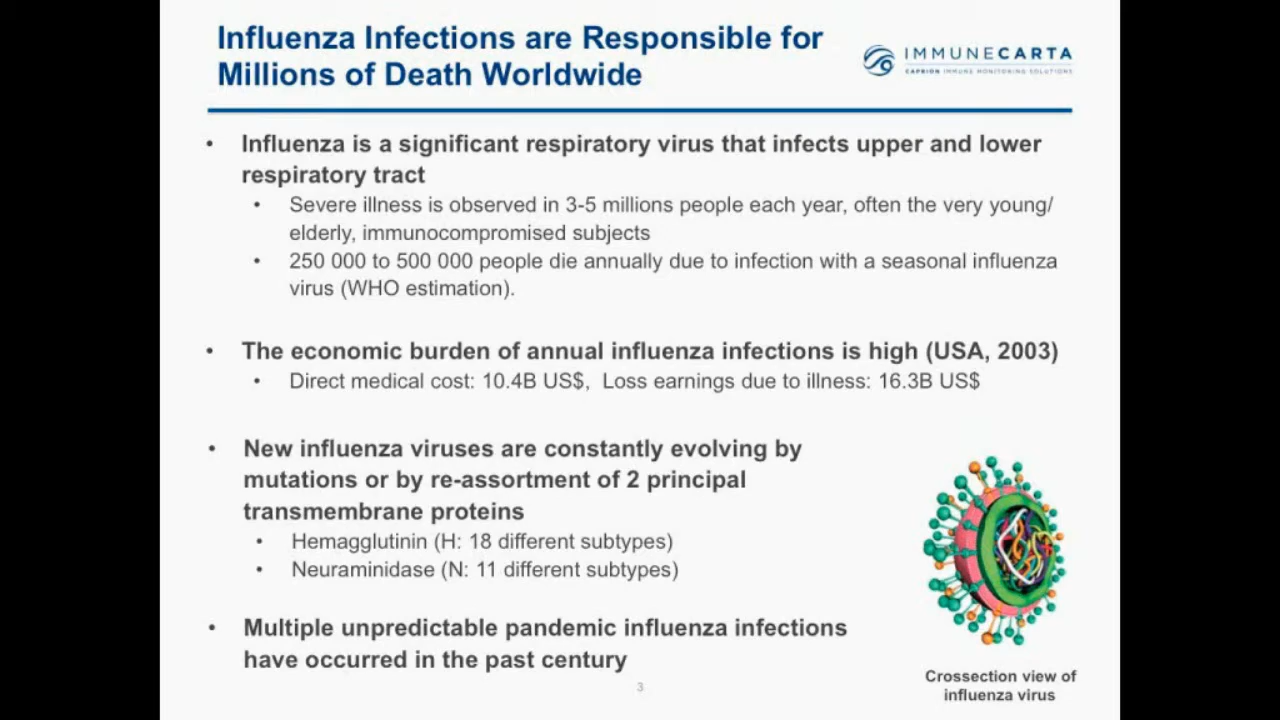 Influenza Infections are Responsible for
Millions of Death Worldwide
IMMUNECARTA
CAPRION IMMUNE MONITORING SOLUTIONS
• Influenza is a significant respiratory virus that infects upper and lower
respiratory tract
• Severe illness is observed in 3-5 millions people each year, often the very young/
elderly, immunocompromised subjects
• 250 000 to 500 000 people die annually due to infection with a seasonal influenza
virus (WHO estimation).
• The economic burden of annual influenza infections is high (USA, 2003)
• Direct medical cost: 10.4B US$, Loss earnings due to illness: 16.3B US$
• New influenza viruses are constantly evolving by
mutations or by re-assortment of 2 principal
transmembrane proteins
• Hemagglutinin (H: 18 different subtypes)
• Neuraminidase (N: 11 different subtypes)
• Multiple unpredictable pandemic influenza infections
have occurred in the past century
Crossection view of
influenza virus
3